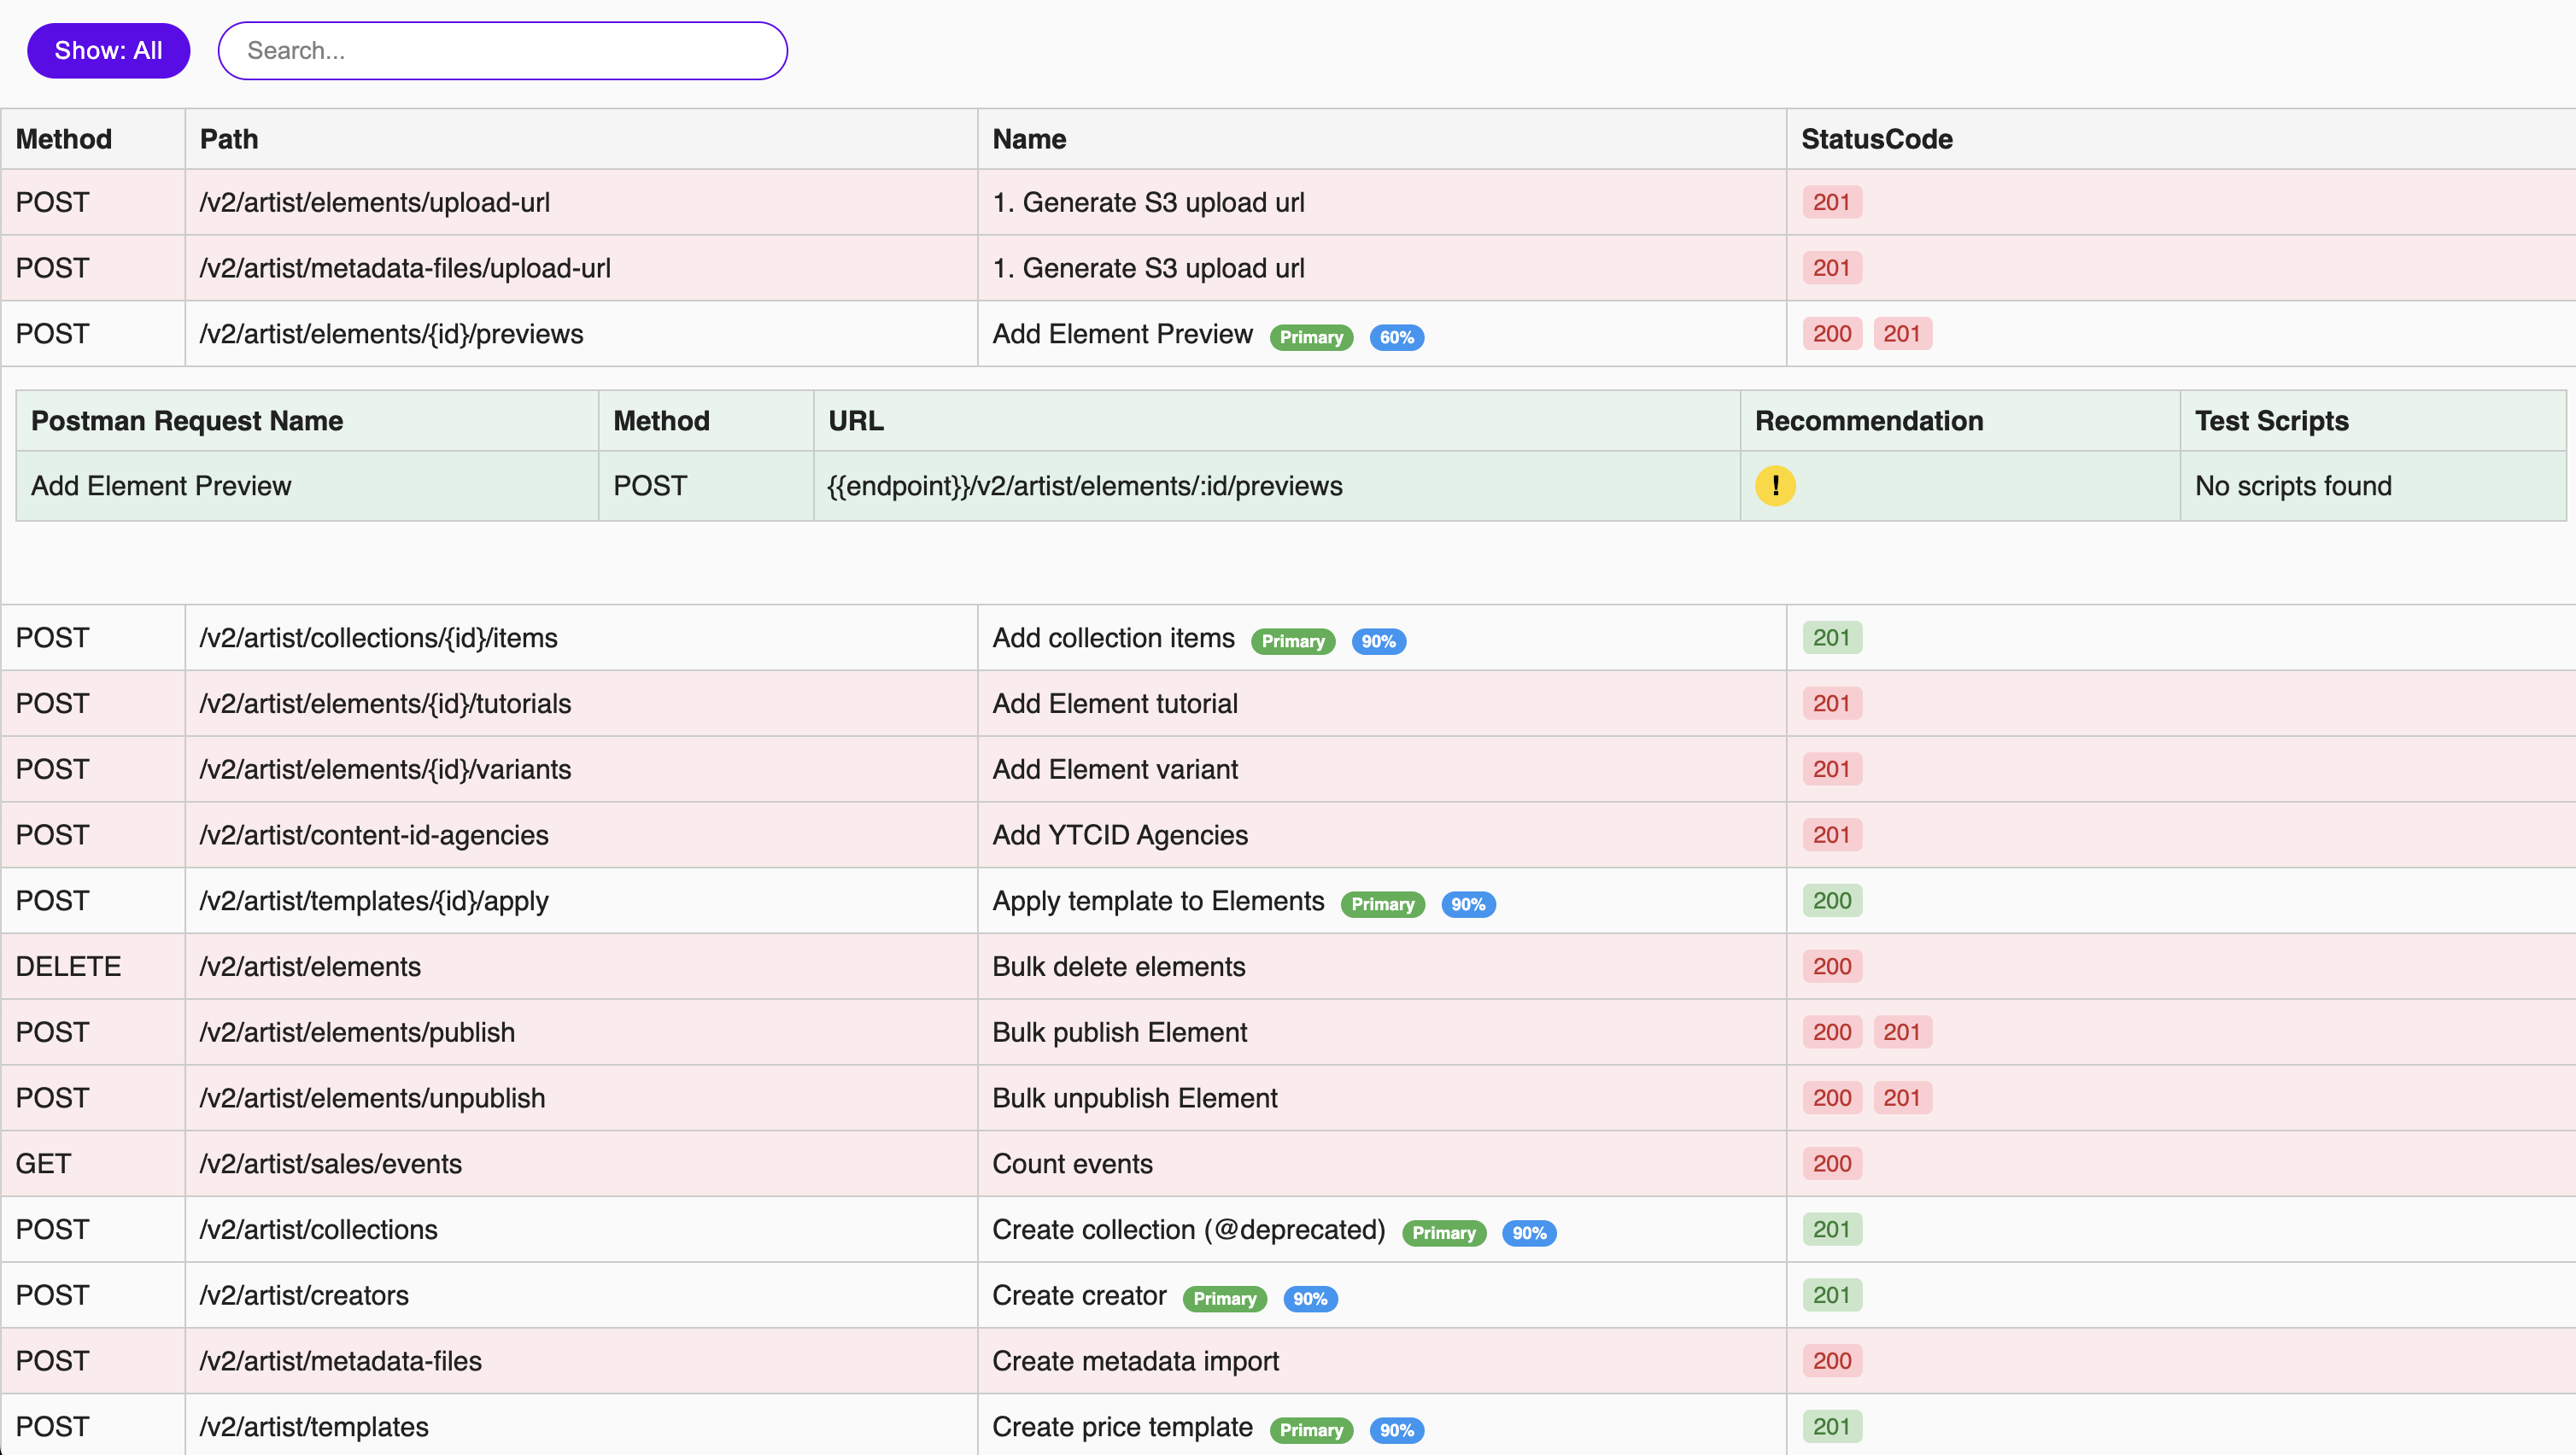 Show: All Search...
Method Path Name StatusCode
POST /v2/artist/elements/upload-url 1. Generate S3 upload url 201
POST /v2/artist/metadata-files/upload-url 1. Generate S3 upload url 201
POST /v2/artist/elements/{id}/previews Add Element Preview Primary 60% 200 201
Postman Request Name Method URL Recommendation Test Scripts
Add Element Preview POST {{endpoint}}/v2/artist/elements/:id/previews ! No scripts found
POST /v2/artist/collections/{id}/items Add collection items Primary 90% 201
POST /v2/artist/elements/{id}/tutorials Add Element tutorial 201
POST /v2/artist/elements/{id}/variants Add Element variant 201
POST /v2/artist/content-id-agencies Add YTCID Agencies 201
POST /v2/artist/templates/{id}/apply Apply template to Elements Primary 90% 200
DELETE /v2/artist/elements Bulk delete elements 200
POST /v2/artist/elements/publish Bulk publish Element 200 201
POST /v2/artist/elements/unpublish Bulk unpublish Element 200 201
GET /v2/artist/sales/events Count events 200
POST /v2/artist/collections Create collection (@deprecated) Primary 90% 201
POST /v2/artist/creators Create creator Primary 90% 201
POST /v2/artist/metadata-files Create metadata import 200
POST /v2/artist/templates Create price template Primary 90% 201